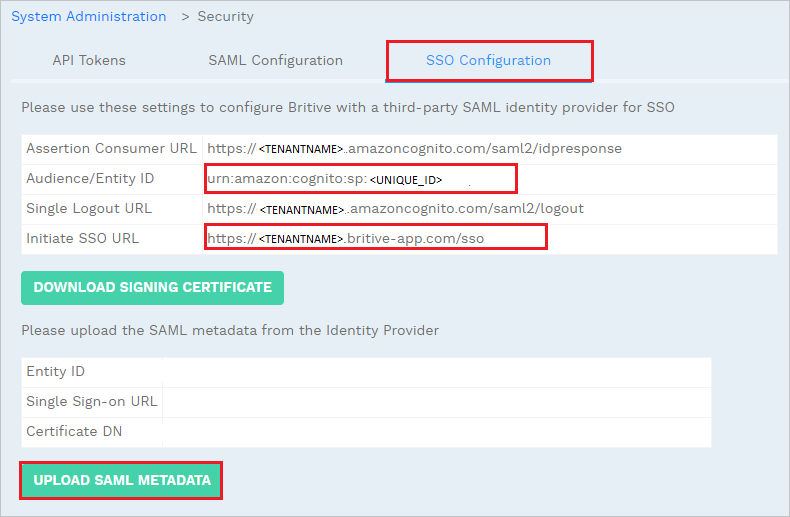 System Administration > Security
API Tokens SAML Configuration SSO Configuration
Please use these settings to configure Britive with a third-party SAML identity provider for SSO
Assertion Consumer URL https:// <TENANTNAME>..amazoncognito.com/saml2/idpresponse
Audience/Entity ID urn:amazon:cognito:sp: <UNIQUE_ID> .
Single Logout URL https:// <TENANTNAME>..amazoncognito.com/saml2/logout
Initiate SSO URL https:// <TENANTNAME>.britive-app.com/sso
DOWNLOAD SIGNING CERTIFICATE
Please upload the SAML metadata from the Identity Provider
Entity ID
Single Sign-on URL
Certificate DN
UPLOAD SAML METADATA